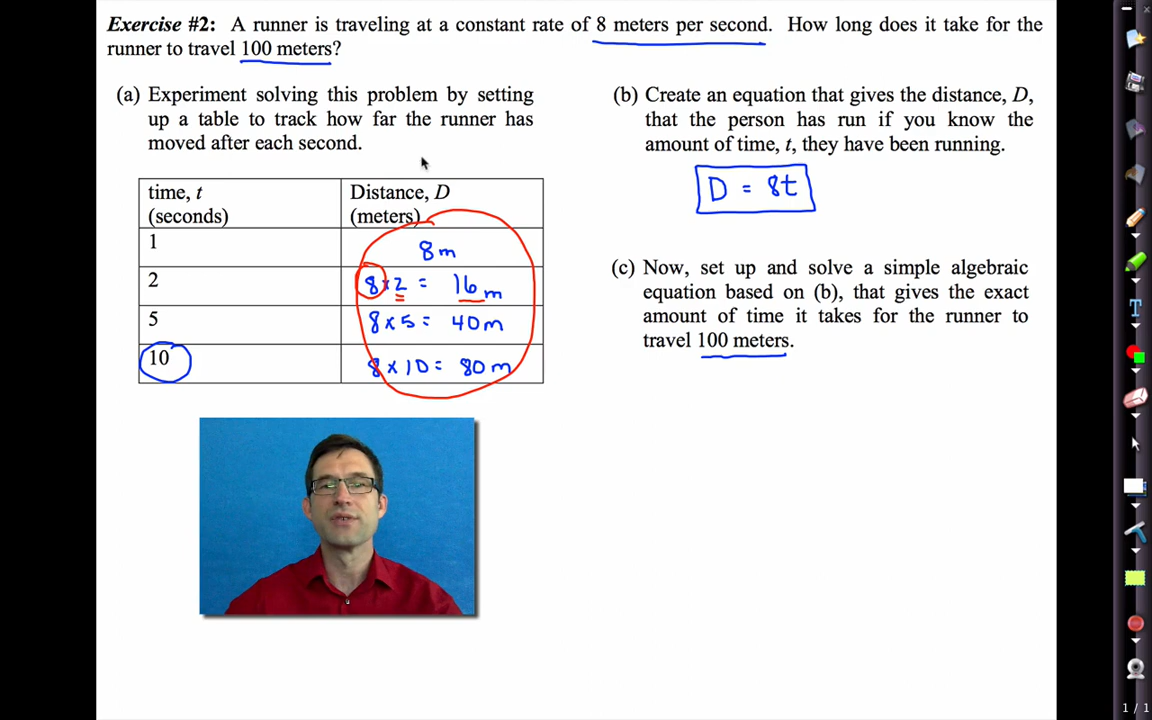 Exercise #2: A runner is traveling at a constant rate of 8 meters per second. How long does it take for the
runner to travel 100 meters?
(a) Experiment solving this problem by setting
up a table to track how far the runner has
moved after each second.
time, t
(seconds)
Distance, D
(meters)
1
8m
2
8×2 = 16m
5
8×5= 40m
10
8×10= 80m
(b) Create an equation that gives the distance, D,
that the person has run if you know the
amount of time, t, they have been running.
D = 8t
(c) Now, set up and solve a simple algebraic
equation based on (b), that gives the exact
amount of time it takes for the runner to
travel 100 meters.
T
1 / 1